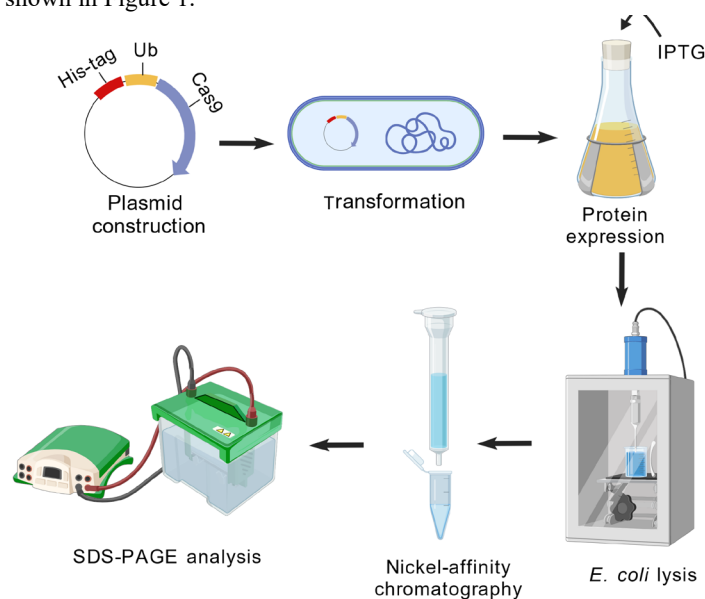 shown in Figure 1.
IPTG
His-tag
Ub
Cas9
Plasmid
construction
Transformation
Protein
expression
SDS-PAGE analysis
Nickel-affinity
chromatography
E. coli lysis